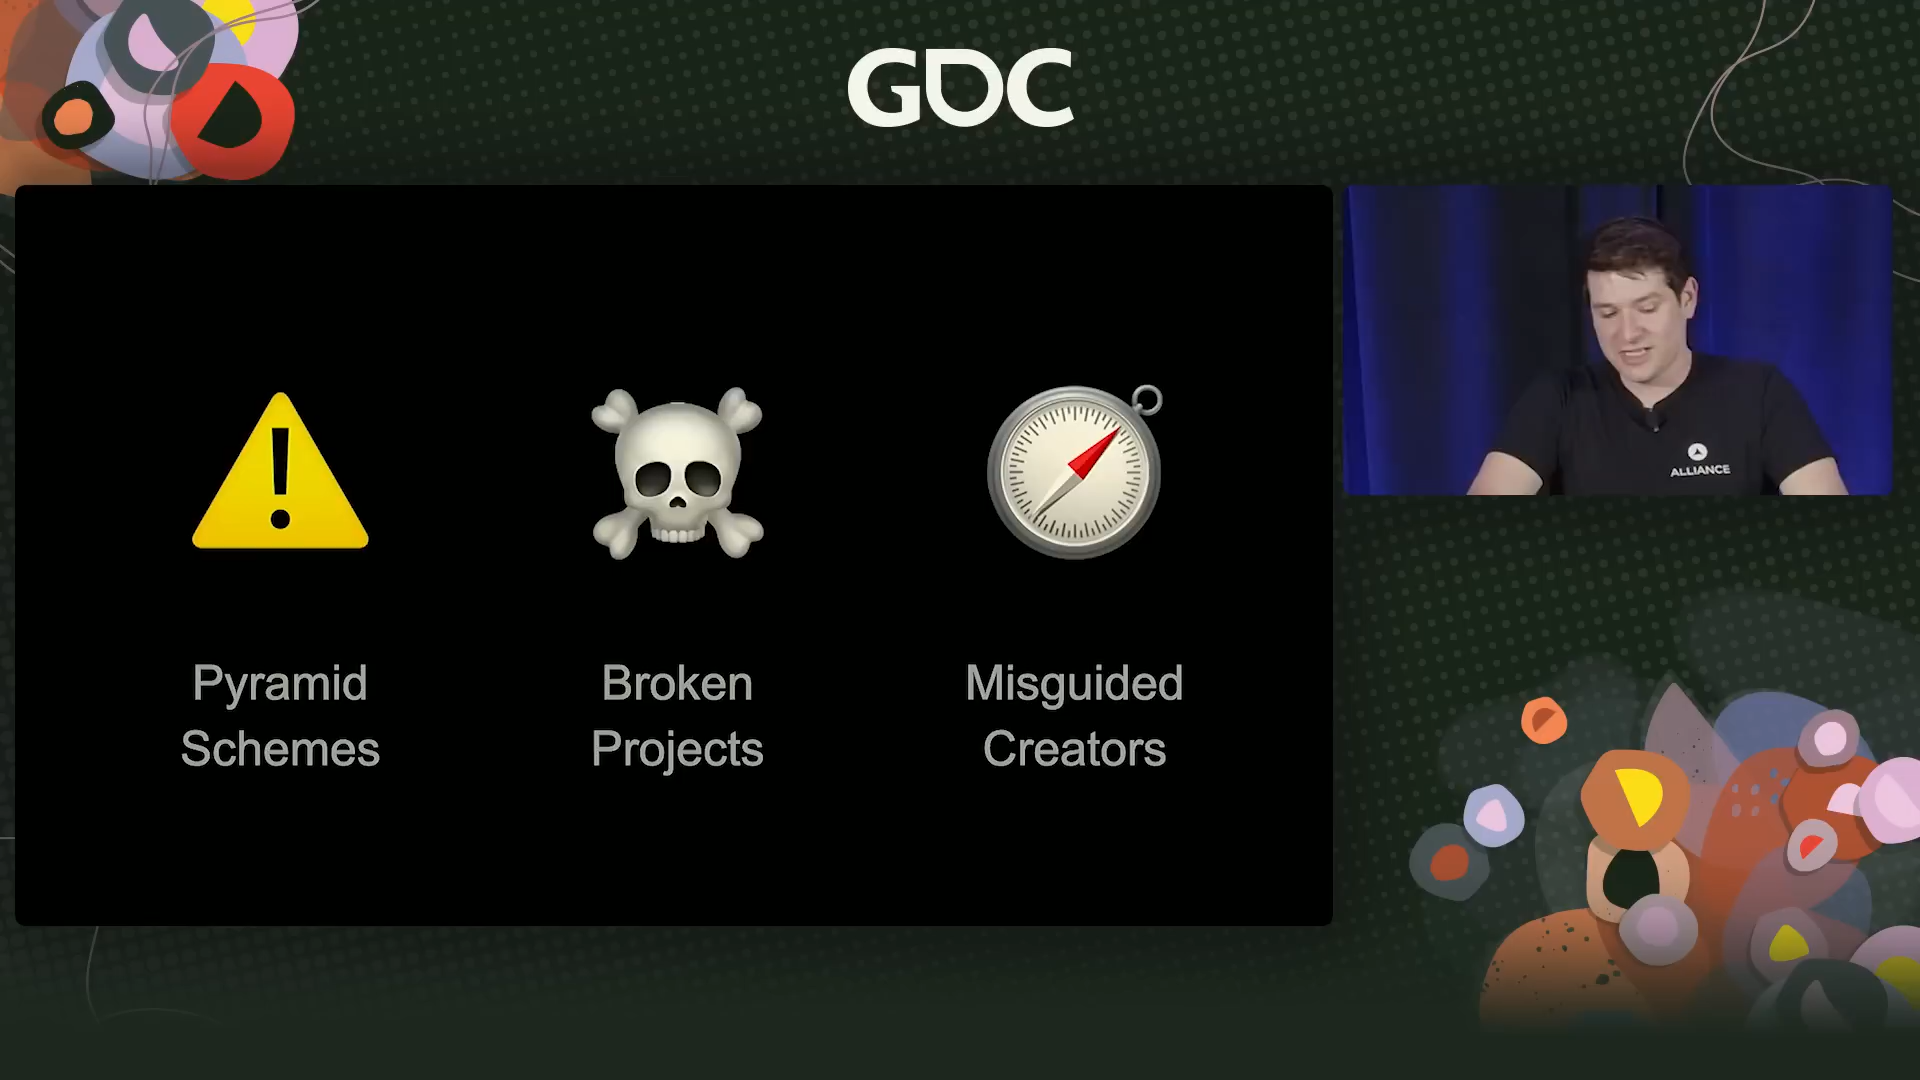 GDC
Pyramid
Schemes
Broken
Projects
Misguided
Creators
ALLIANCE